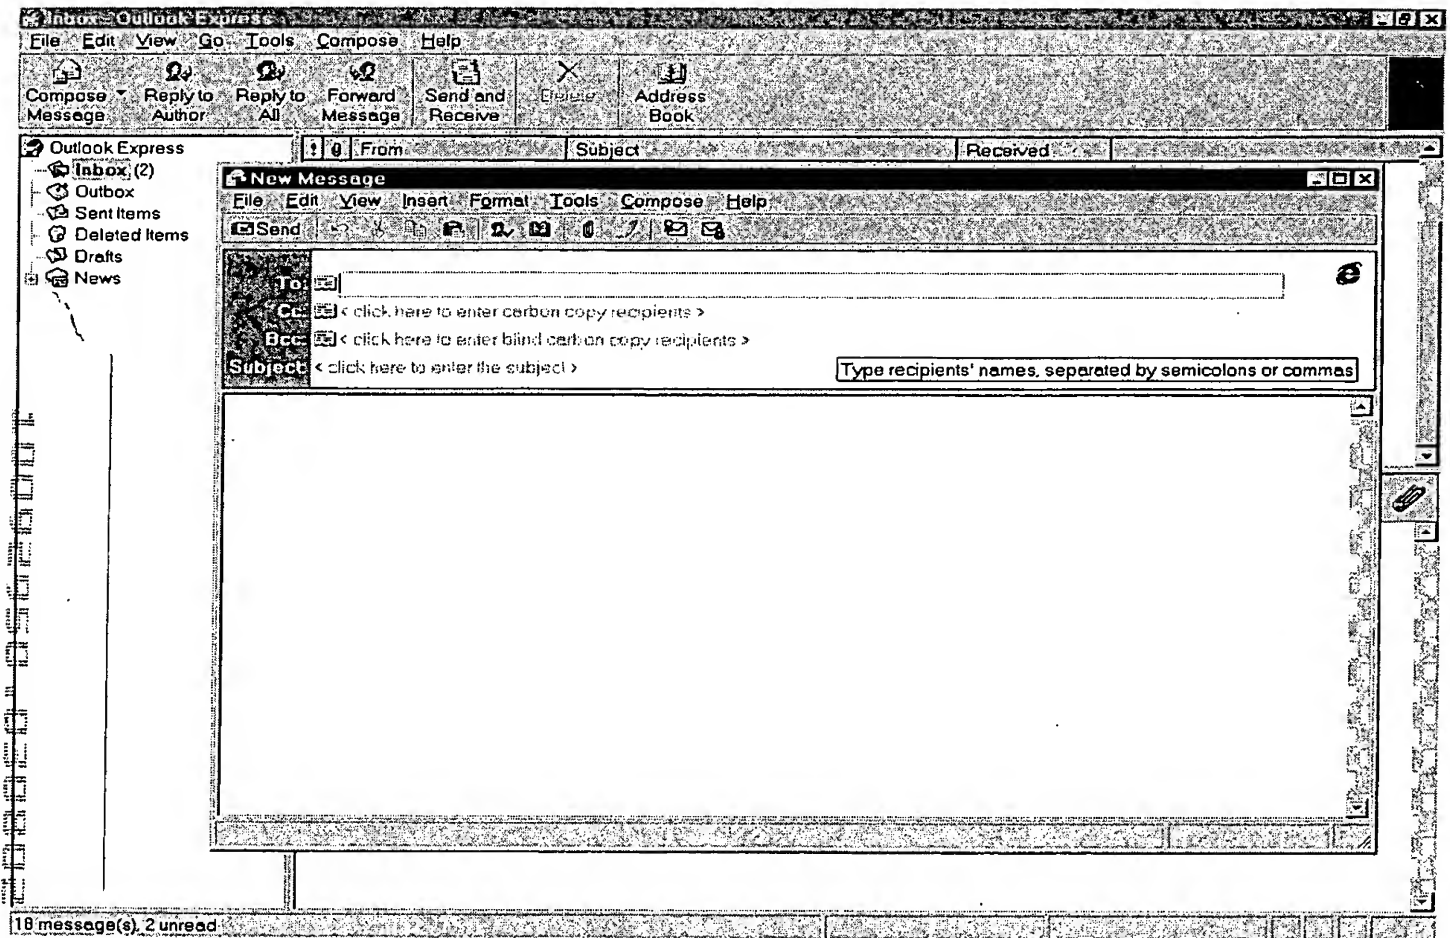 Inbox - Outlook Express
File Edit View Go Tools Compose Help
Compose Message
Reply to Author
Reply to All
Forward Message
Send and Receive
Delete
Address Book
Outlook Express
Inbox (2)
Outbox
Sent Items
Deleted Items
Drafts
News
! From Subject Received
New Message
File Edit View Insert Format Tools Compose Help
Send
To:
Cc: < click here to enter carbon copy recipients >
Bcc: < click here to enter blind carbon copy recipients >
Subject: < click here to enter the subject >
Type recipients' names, separated by semicolons or commas
18 message(s), 2 unread